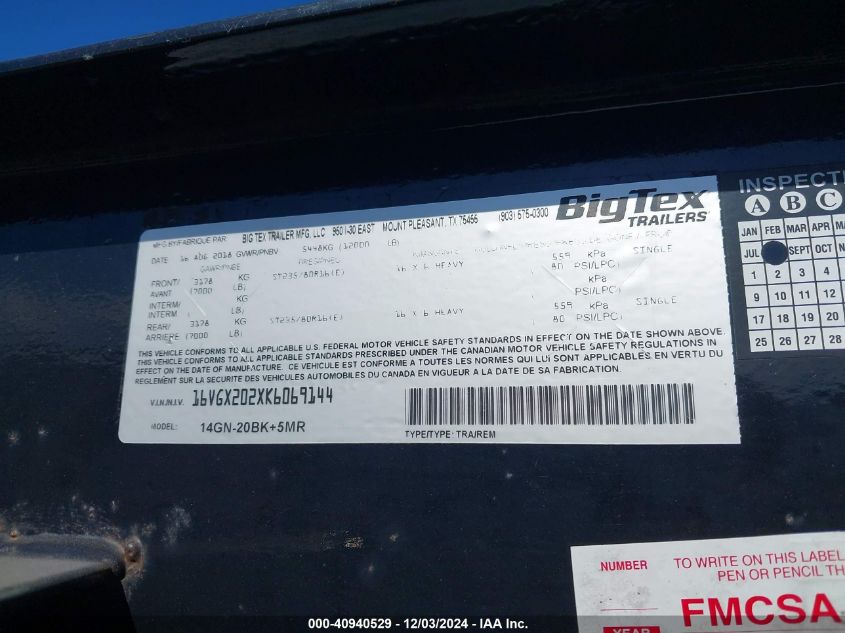 MFG.BY/FABRIQUE PAR BIG TEX TRAILER MFG, LLC 950 I-30 EAST MOUNT PLEASANT, TX 75455 (903) 575-0300
BigTex
TRAILERS
DATE 16 AUG 2018 GVWR/PNBV 5448KG (12000 LB)
GAWR/PNBE
FRONT/ 3178 KG ST235/80R16(E) 16 X 6 HEAVY 559 kPa SINGLE
AVANT (7000 LB) 80 PSI/LPC)
INTERM/ KG kPa
INTERM ( LB) PSI/LPC)
REAR/ 3178 KG ST235/80R16(E) 16 X 6 HEAVY 559 kPa SINGLE
ARRIERE (7000 LB) 80 PSI/LPC)
THIS VEHICLE CONFORMS TO ALL APPLICABLE U.S. FEDERAL MOTOR VEHICLE SAFETY STANDARDS IN EFFECT ON THE DATE SHOWN ABOVE.
THIS VEHICLE CONFORMS TO ALL APPLICABLE STANDARDS PRESCRIBED UNDER THE CANADIAN MOTOR VEHICLE SAFETY REGULATIONS IN
EFFECT ON THE DATE OF MANUFACTURE. CE VEHICULE EST CONFORME A TOUTES LES NORMES QUI LUI SONT APPLICABLES EN VERTU DU
REGLEMENT SUR LA SECURITE DES VEHICULES AUTOMOBILES DU CANADA EN VIGUEUR A LA DATE DE SA FABRICATION.
V.I.N./N.I.V. 16VGX202XK6069144
MODEL: 14GN-20BK+5MR
TYPE/TYPE: TRA/REM
INSPECTI
A B C
JAN FEB MAR APR MA
JUL SEPT OCT N
1 2 3 4
9 10 11 12
17 18 19 20
25 26 27 28
NUMBER TO WRITE ON THIS LABEL
PEN OR PENCIL TH
FMCSA
YEAR
000-40940529 - 12/03/2024 - IAA Inc.